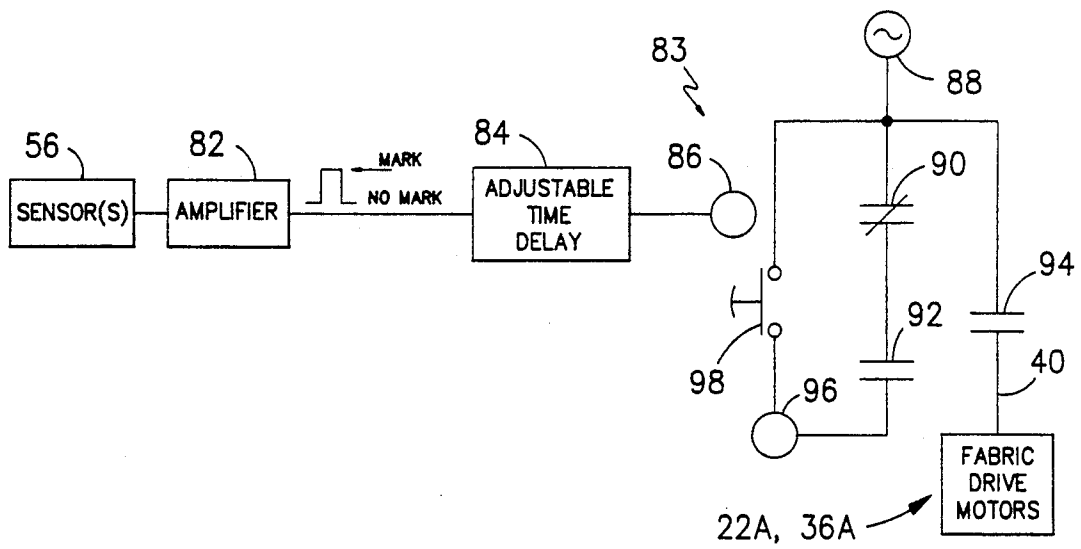 88
83
56
82
84
86
90
MARK
NO MARK
SENSOR(S)
AMPLIFIER
ADJUSTABLE
TIME
DELAY
94
92
98
96
40
FABRIC
DRIVE
MOTORS
22A, 36A